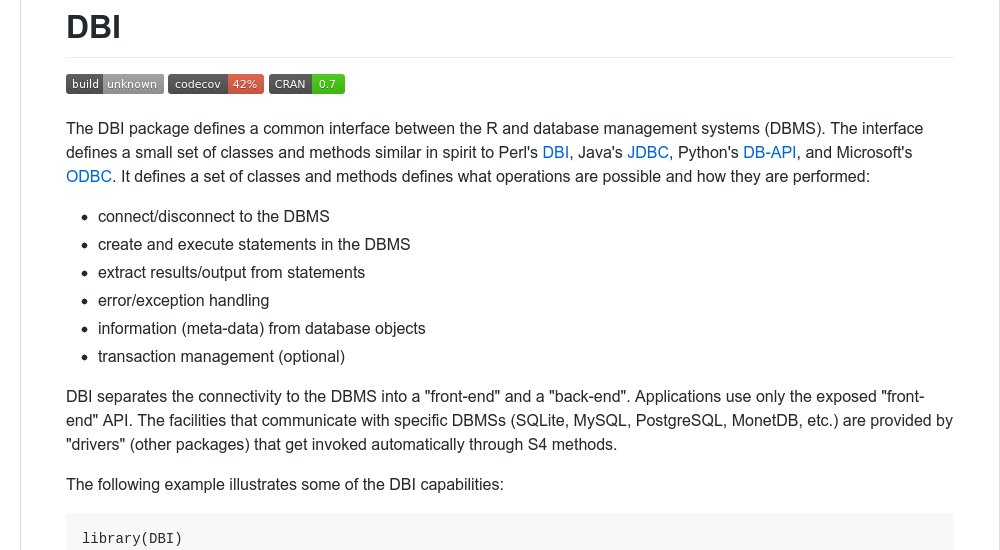 DBI
build unknown codecov 42% CRAN 0.7
The DBI package defines a common interface between the R and database management systems (DBMS). The interface
defines a small set of classes and methods similar in spirit to Perl's DBI, Java's JDBC, Python's DB-API, and Microsoft's
ODBC. It defines a set of classes and methods defines what operations are possible and how they are performed:
• connect/disconnect to the DBMS
• create and execute statements in the DBMS
• extract results/output from statements
• error/exception handling
• information (meta-data) from database objects
• transaction management (optional)
DBI separates the connectivity to the DBMS into a "front-end" and a "back-end". Applications use only the exposed "front-
end" API. The facilities that communicate with specific DBMSs (SQLite, MySQL, PostgreSQL, MonetDB, etc.) are provided by
"drivers" (other packages) that get invoked automatically through S4 methods.
The following example illustrates some of the DBI capabilities:
library(DBI)